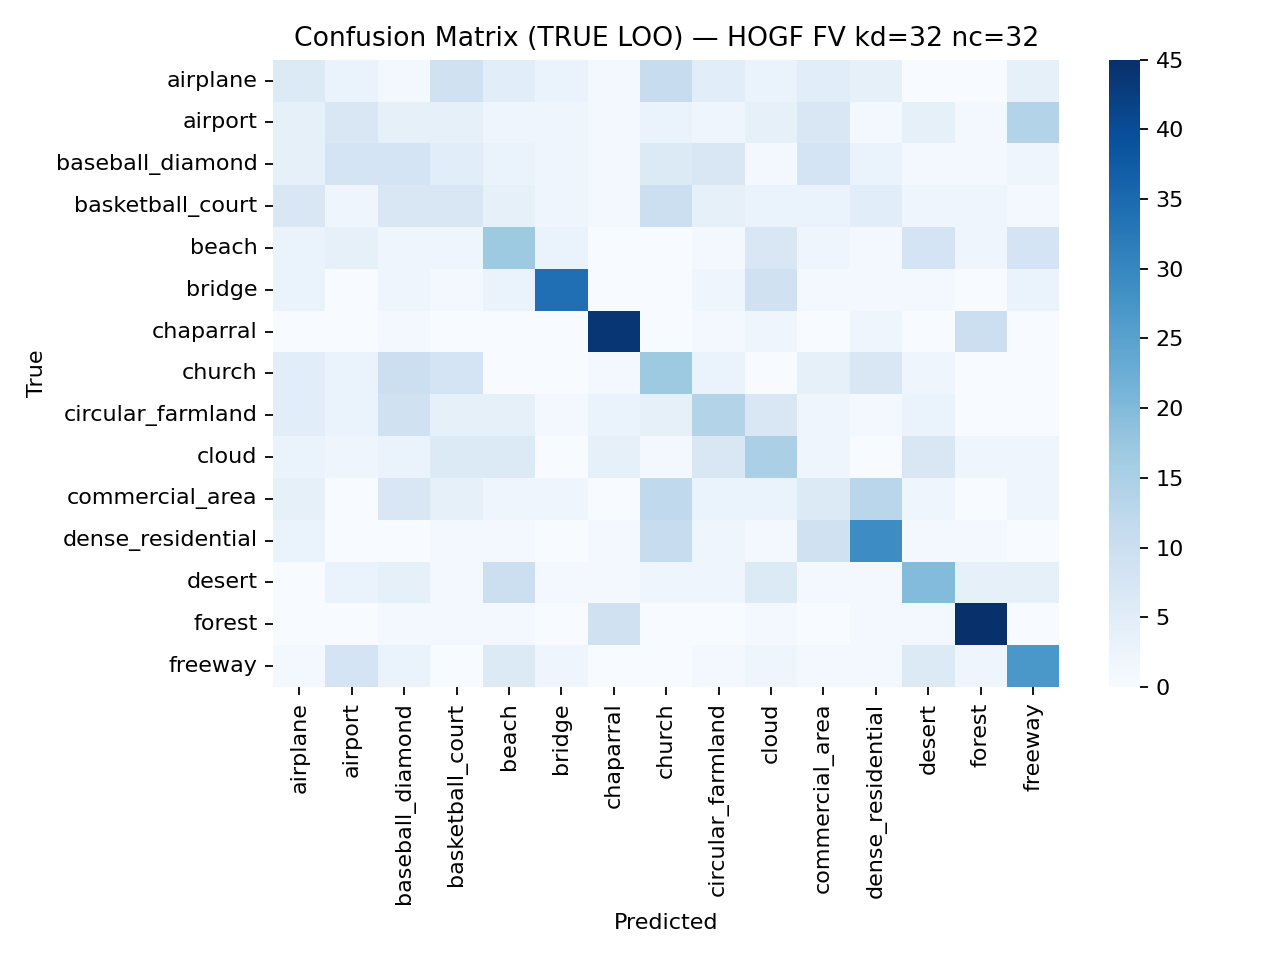 Confusion Matrix (TRUE LOO) — HOGF FV kd=32 nc=32
True
airplane
airport
baseball_diamond
basketball_court
beach
bridge
chaparral
church
circular_farmland
cloud
commercial_area
dense_residential
desert
forest
freeway
airplane
airport
baseball_diamond
basketball_court
beach
bridge
chaparral
church
circular_farmland
cloud
commercial_area
dense_residential
desert
forest
freeway
Predicted
45
40
35
30
25
20
15
10
5
0